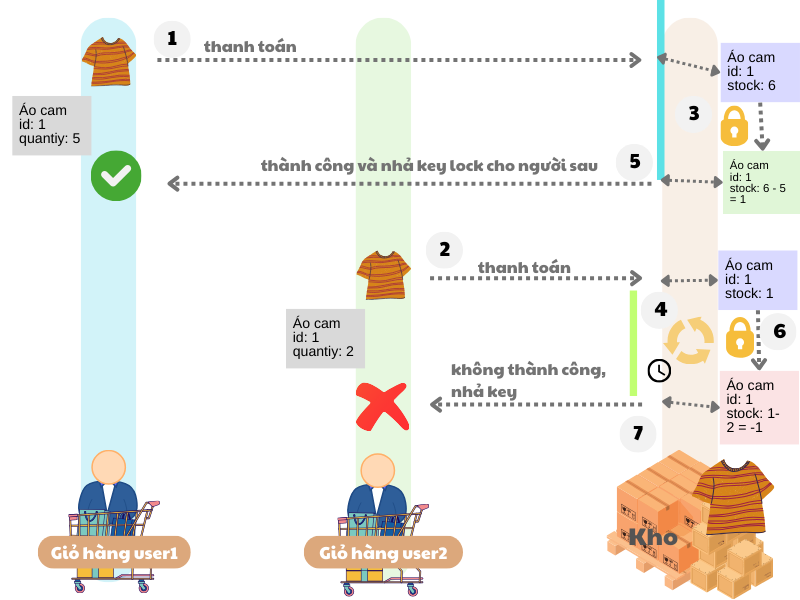 1
thanh toán
Áo cam
id: 1
stock: 6
Áo cam
id: 1
quantiy: 5
3
thành công và nhả key lock cho người sau
5
Áo cam
id: 1
stock: 6 - 5
= 1
2
thanh toán
Áo cam
id: 1
stock: 1
Áo cam
id: 1
quantiy: 2
4
6
không thành công,
nhả key
Áo cam
id: 1
stock: 1-
2 = -1
7
Kho
Giỏ hàng user1
Giỏ hàng user2